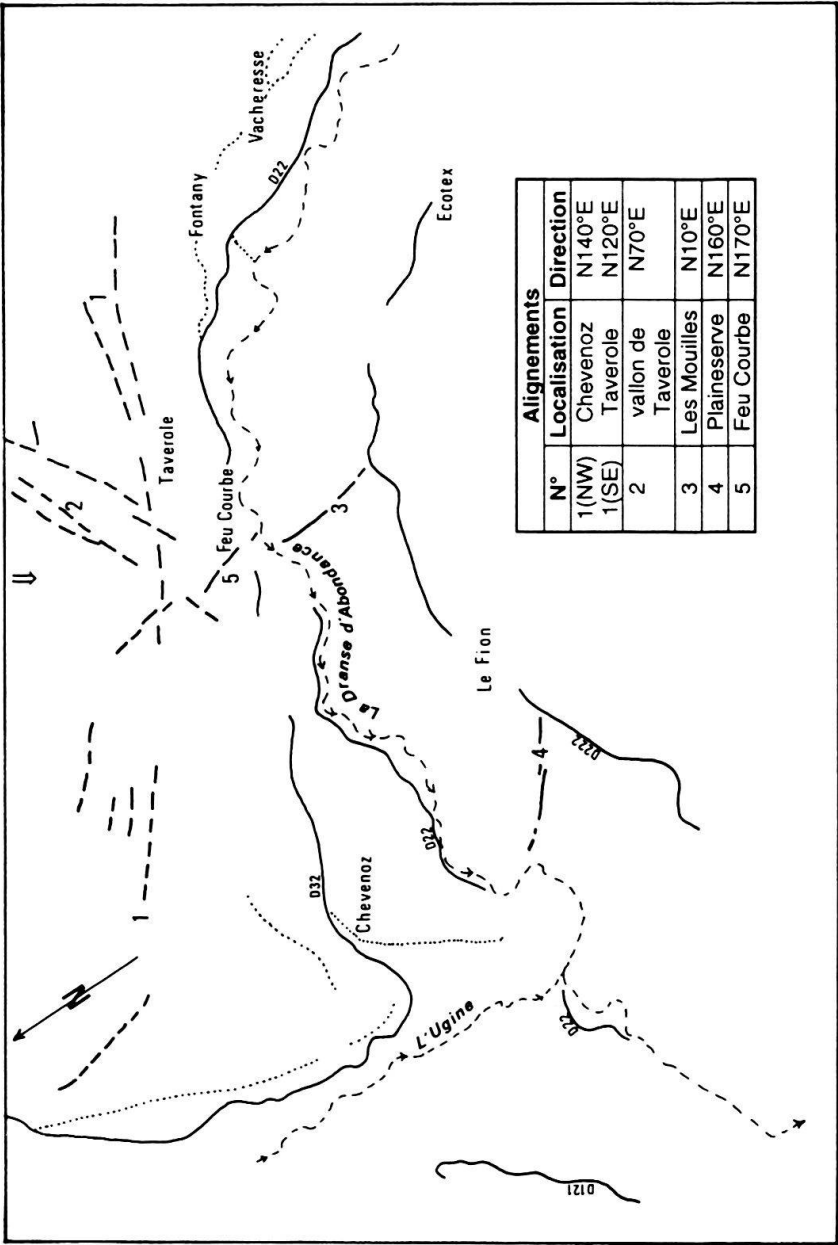 N
1
1
2
Taverole
Fontany
Vacheresse
D22
5 Feu Courbe
3
Ecotex
La Dranse d'Abondance
Le Fion
D32
Chevenoz
D22
4
D222
L'Ugine
D22
D121
Alignements
N° Localisation Direction
1(NW) Chevenoz N140°E
1(SE) Taverole N120°E
2 vallon de N70°E
Taverole
3 Les Mouilles N10°E
4 Plaineserve N160°E
5 Feu Courbe N170°E